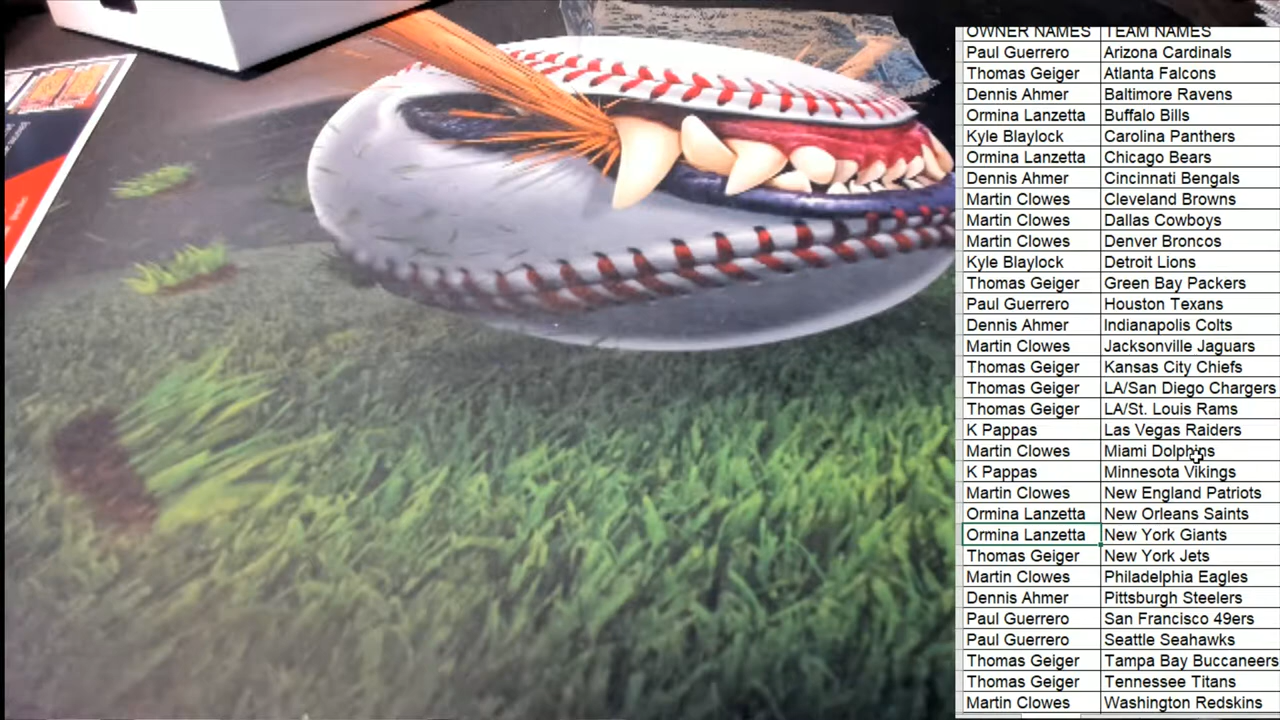 OWNER NAMES TEAM NAMES
Paul Guerrero Arizona Cardinals
Thomas Geiger Atlanta Falcons
Dennis Ahmer Baltimore Ravens
Ormina Lanzetta Buffalo Bills
Kyle Blaylock Carolina Panthers
Ormina Lanzetta Chicago Bears
Dennis Ahmer Cincinnati Bengals
Martin Clowes Cleveland Browns
Martin Clowes Dallas Cowboys
Martin Clowes Denver Broncos
Kyle Blaylock Detroit Lions
Thomas Geiger Green Bay Packers
Paul Guerrero Houston Texans
Dennis Ahmer Indianapolis Colts
Martin Clowes Jacksonville Jaguars
Thomas Geiger Kansas City Chiefs
Thomas Geiger LA/San Diego Chargers
Thomas Geiger LA/St. Louis Rams
K Pappas Las Vegas Raiders
Martin Clowes Miami Dolphins
K Pappas Minnesota Vikings
Martin Clowes New England Patriots
Ormina Lanzetta New Orleans Saints
Ormina Lanzetta New York Giants
Thomas Geiger New York Jets
Martin Clowes Philadelphia Eagles
Dennis Ahmer Pittsburgh Steelers
Paul Guerrero San Francisco 49ers
Paul Guerrero Seattle Seahawks
Thomas Geiger Tampa Bay Buccaneers
Thomas Geiger Tennessee Titans
Martin Clowes Washington Redskins